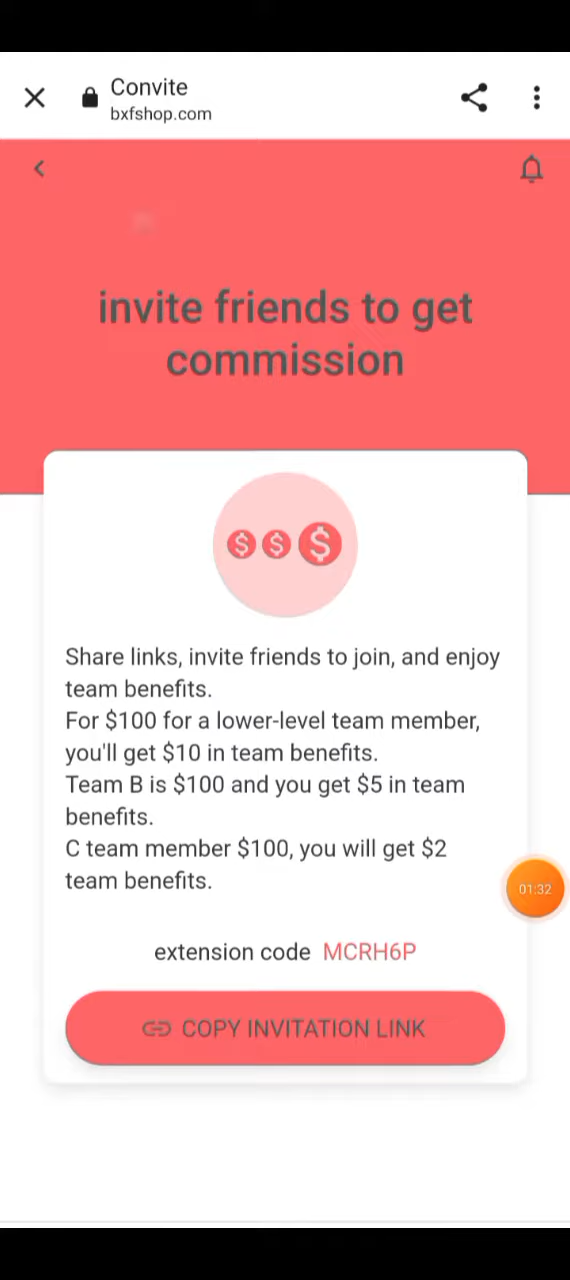 Convite
bxfshop.com
invite friends to get
commission
Share links, invite friends to join, and enjoy
team benefits.
For $100 for a lower-level team member,
you'll get $10 in team benefits.
Team B is $100 and you get $5 in team
benefits.
C team member $100, you will get $2
team benefits.
01:32
extension code MCRH6P
COPY INVITATION LINK